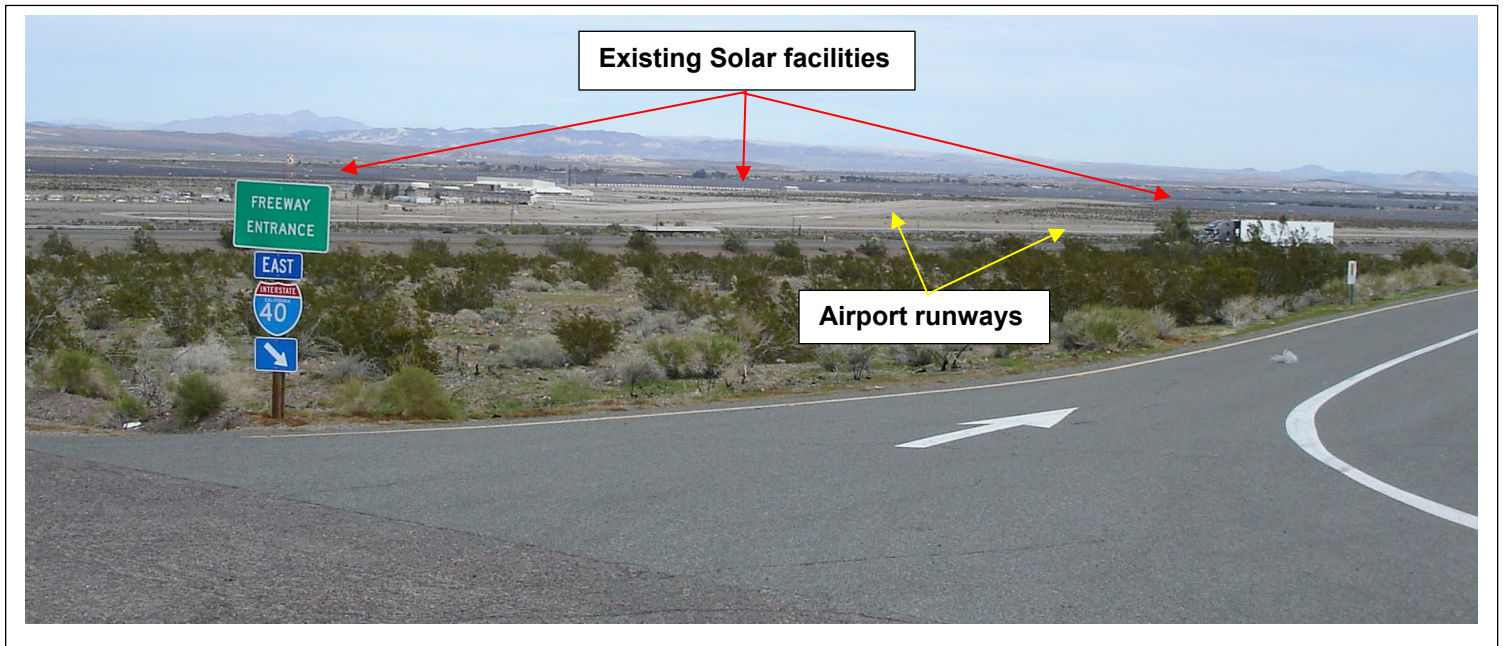 Existing Solar facilities
FREEWAY
ENTRANCE
EAST
INTERSTATE
CALIFORNIA
40
Airport runways